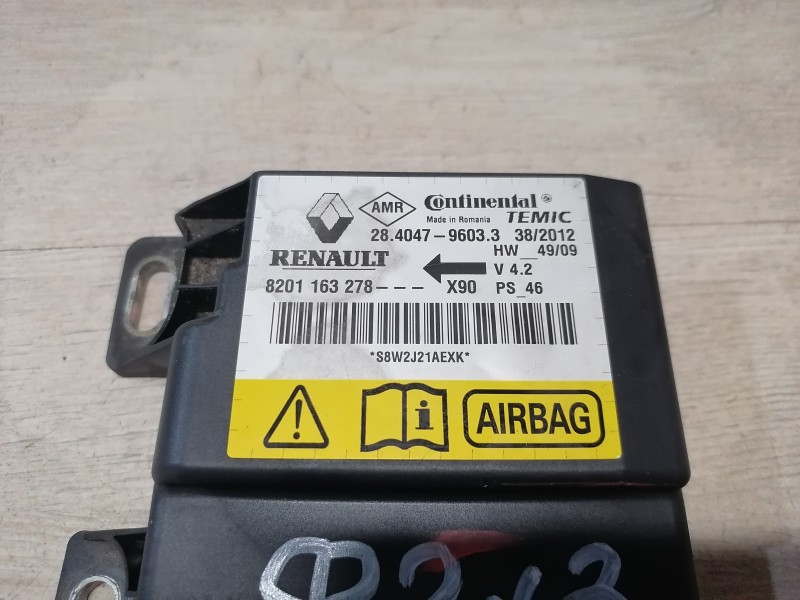 AMR Continental®
Made in Romania TEMIC
28.4047-9603.3 38/2012
HW__49/09
RENAULT
V 4.2
8201 163 278--- X90 PS_46
*S8W2J21AEXK*
! i AIRBAG